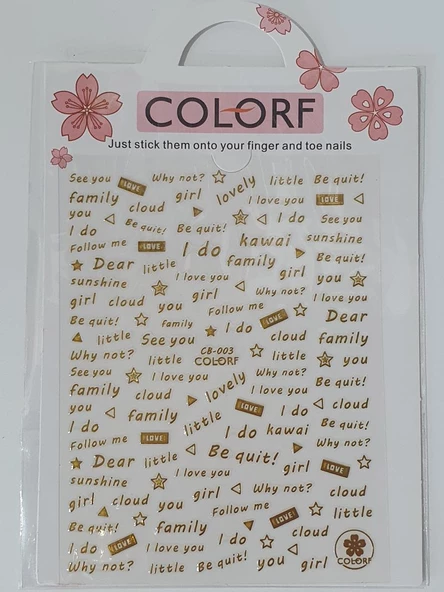 COLORF
Just stick them onto your finger and toe nails
See you LOVE Why not? lovely little Be quit!
family girl I love you LOVE
you cloud I do See you
I do Be quit! Be quit!
Follow me LOVE I do kawai sunshine
Dear little family Be quit!
sunshine I love you girl you
girl cloud you girl Why not? I love you
Be quit! family Follow me I do LOVE Dear
little See you cloud family
Why not? little CB-003 little you
COLORF
See you I love you lovely Why not? Be quit!
family cloud I love you
you family little LOVE I do cloud
I do I do kawai Be quit!
Follow me LOVE Why not?
Dear little Be quit! girl LOVE
sunshine I love you
girl cloud you girl Why not? cloud
Be quit! family Follow me LOVE little
I do LOVE I love you I do cloud
Why not? little Be quit! you girl COLORF